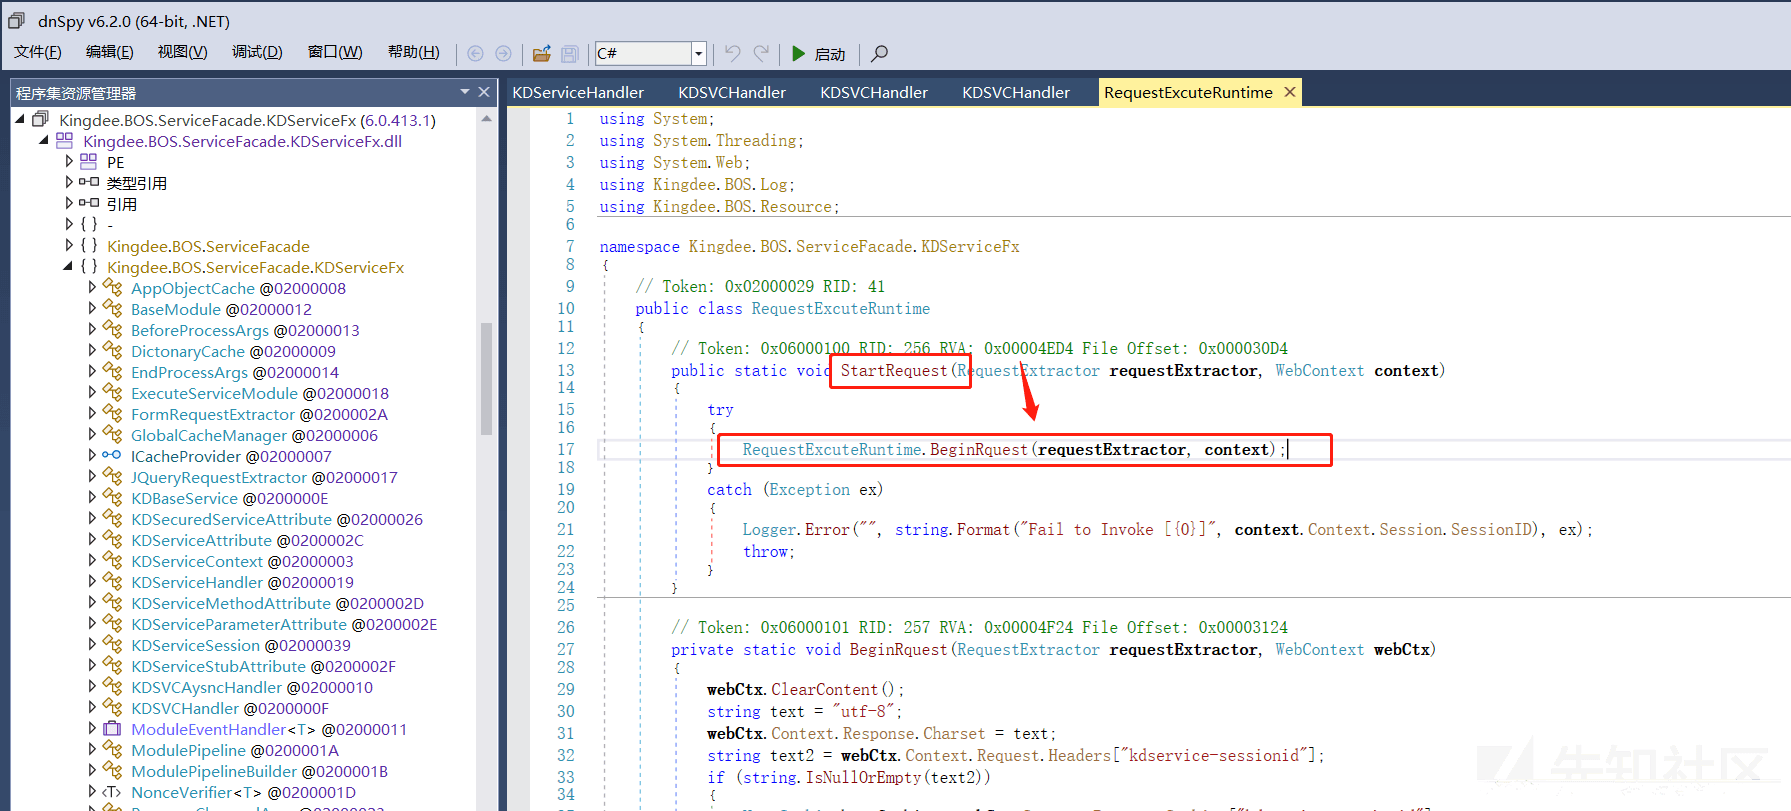 dnSpy v6.2.0 (64-bit, .NET)
文件(F) 编辑(E) 视图(V) 调试(D) 窗口(W) 帮助(H) C# 启动
程序集资源管理器
KDServiceHandler KDSVCHandler KDSVCHandler KDSVCHandler RequestExcuteRuntime
Kingdee.BOS.ServiceFacade.KDServiceFx (6.0.413.1)
Kingdee.BOS.ServiceFacade.KDServiceFx.dll
PE
类型引用
引用
{ } -
{ } Kingdee.BOS.ServiceFacade
{ } Kingdee.BOS.ServiceFacade.KDServiceFx
AppObjectCache @02000008
BaseModule @02000012
BeforeProcessArgs @02000013
DictonaryCache @02000009
EndProcessArgs @02000014
ExecuteServiceModule @02000018
FormRequestExtractor @0200002A
GlobalCacheManager @02000006
ICacheProvider @02000007
JQueryRequestExtractor @02000017
KDBaseService @0200000E
KDSecuredServiceAttribute @02000026
KDServiceAttribute @0200002C
KDServiceContext @02000003
KDServiceHandler @02000019
KDServiceMethodAttribute @0200002D
KDServiceParameterAttribute @0200002E
KDServiceSession @02000039
KDServiceStubAttribute @0200002F
KDSVCAysncHandler @02000010
KDSVCHandler @0200000F
ModuleEventHandler<T> @02000011
ModulePipeline @0200001A
ModulePipelineBuilder @0200001B
<T> NonceVerifier<T> @0200001D
1 using System;
2 using System.Threading;
3 using System.Web;
4 using Kingdee.BOS.Log;
5 using Kingdee.BOS.Resource;
6
7 namespace Kingdee.BOS.ServiceFacade.KDServiceFx
8 {
9 // Token: 0x02000029 RID: 41
10 public class RequestExcuteRuntime
11 {
12 // Token: 0x06000100 RID: 256 RVA: 0x00004ED4 File Offset: 0x000030D4
13 public static void StartRequest(RequestExtractor requestExtractor, WebContext context)
14 {
15 try
16 {
17 RequestExcuteRuntime.BeginRquest(requestExtractor, context);
18 }
19 catch (Exception ex)
20 {
21 Logger.Error("", string.Format("Fail to Invoke [{0}]", context.Context.Session.SessionID), ex);
22 throw;
23 }
24 }
25
26 // Token: 0x06000101 RID: 257 RVA: 0x00004F24 File Offset: 0x00003124
27 private static void BeginRquest(RequestExtractor requestExtractor, WebContext webCtx)
28 {
29 webCtx.ClearContent();
30 string text = "utf-8";
31 webCtx.Context.Response.Charset = text;
32 string text2 = webCtx.Context.Request.Headers["kdservice-sessionid"];
33 if (string.IsNullOrEmpty(text2))
34 {
先知社区